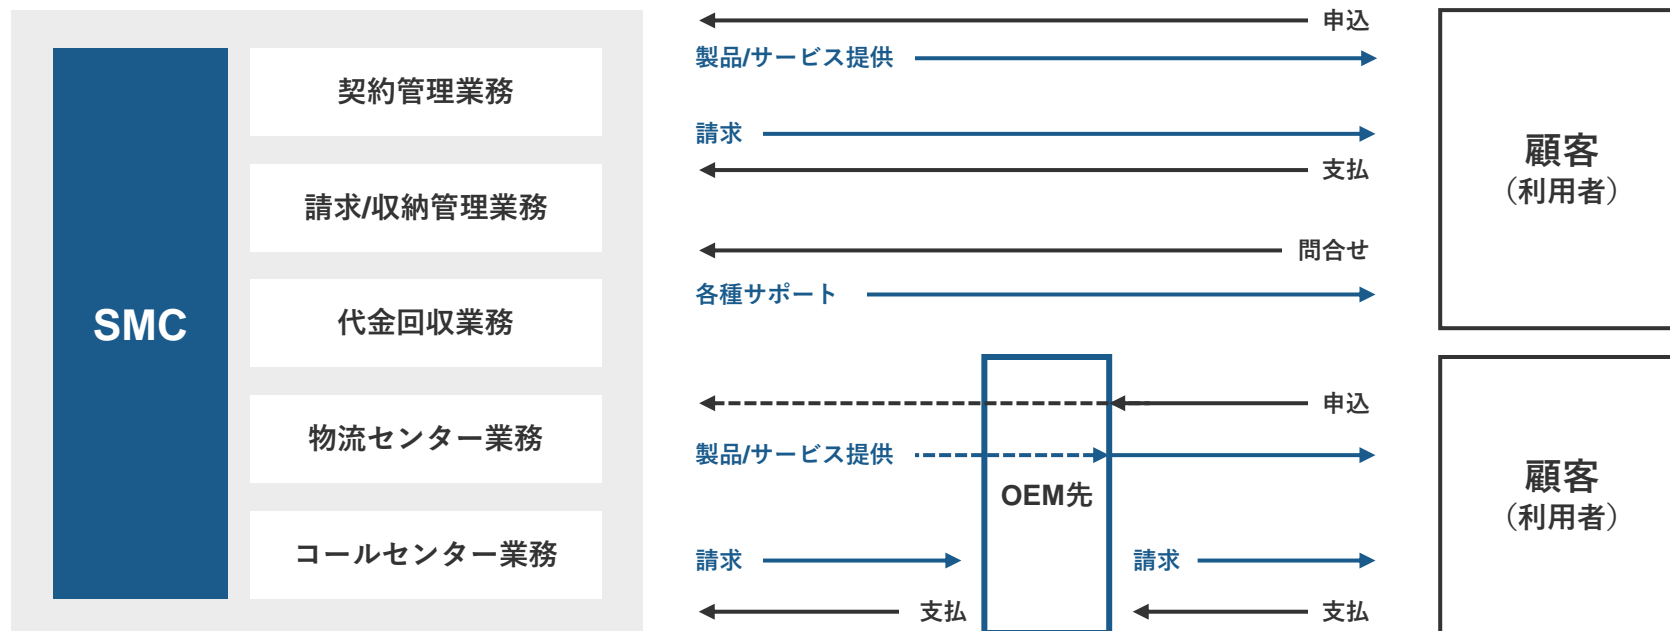 SMC
契約管理業務
請求/収納管理業務
代金回収業務
物流センター業務
コールセンター業務
申込
製品/サービス提供
請求
支払
問合せ
各種サポート
顧客
（利用者）
申込
製品/サービス提供
OEM先
請求
請求
支払
支払
顧客
（利用者）